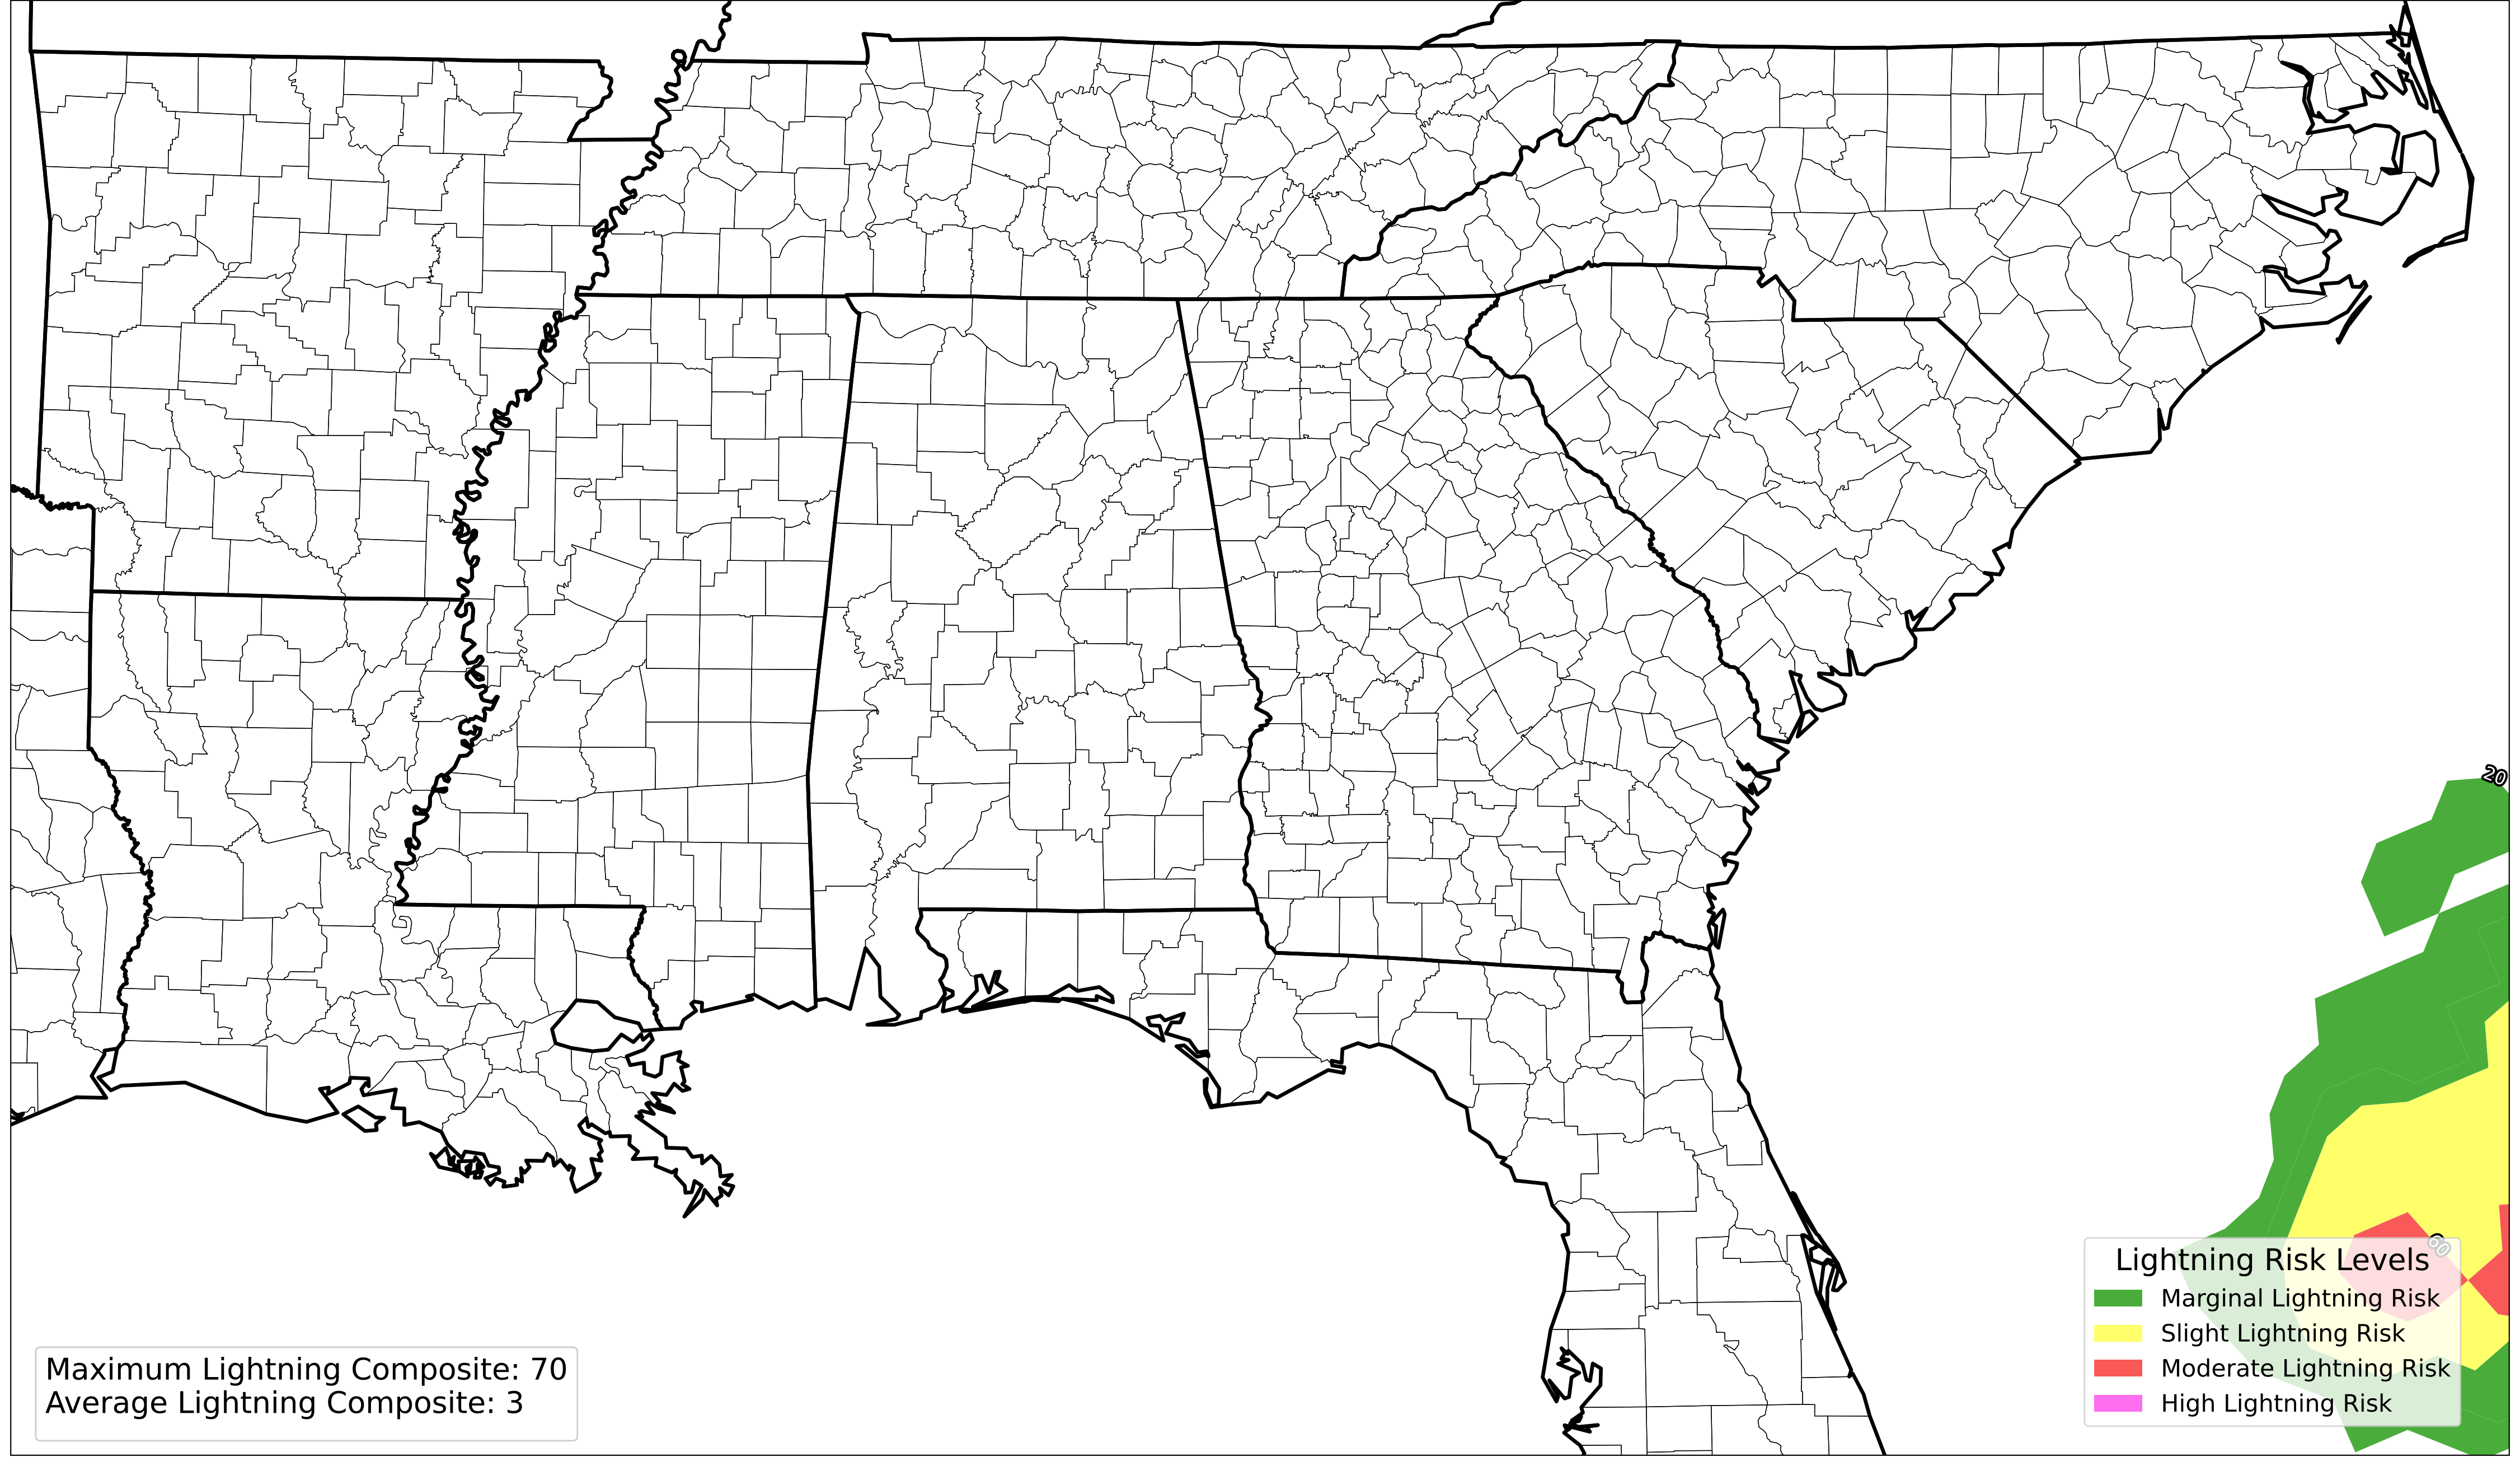 20
60
Lightning Risk Levels
Marginal Lightning Risk
Slight Lightning Risk
Moderate Lightning Risk
High Lightning Risk
Maximum Lightning Composite: 70
Average Lightning Composite: 3